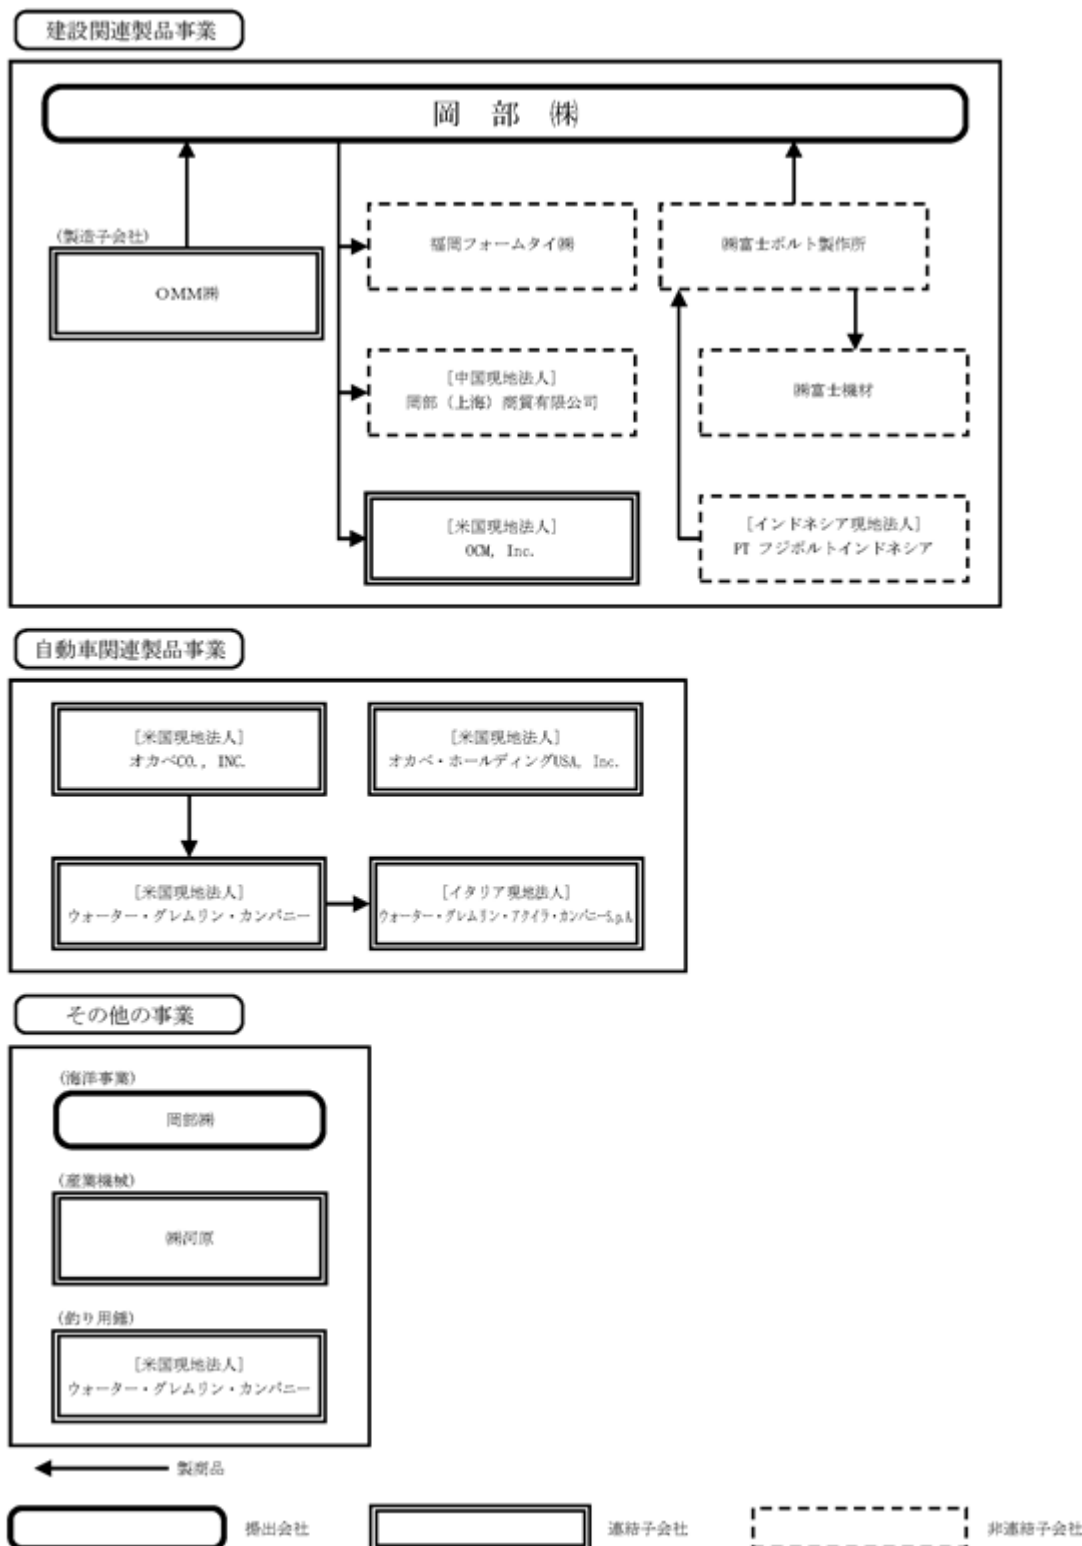 建設関連製品事業
岡部㈱
(製造子会社)
OMM㈱
福岡フォームタイ㈱
㈱富士ボルト製作所
[中国現地法人]
岡部（上海）商貿有限公司
㈱富士機材
[米国現地法人]
OCM, Inc.
[インドネシア現地法人]
PT フジボルトインドネシア
自動車関連製品事業
[米国現地法人]
オカベCO., INC.
[米国現地法人]
オカベ・ホールディングUSA, Inc.
[米国現地法人]
ウォーター・グレムリン・カンパニー
[イタリア現地法人]
ウォーター・グレムリン・アクイラ・カンパニーS.p.A.
その他の事業
(海洋事業)
岡部㈱
(産業機械)
㈱河原
(釣り用錘)
[米国現地法人]
ウォーター・グレムリン・カンパニー
製商品
提出会社
連結子会社
非連結子会社